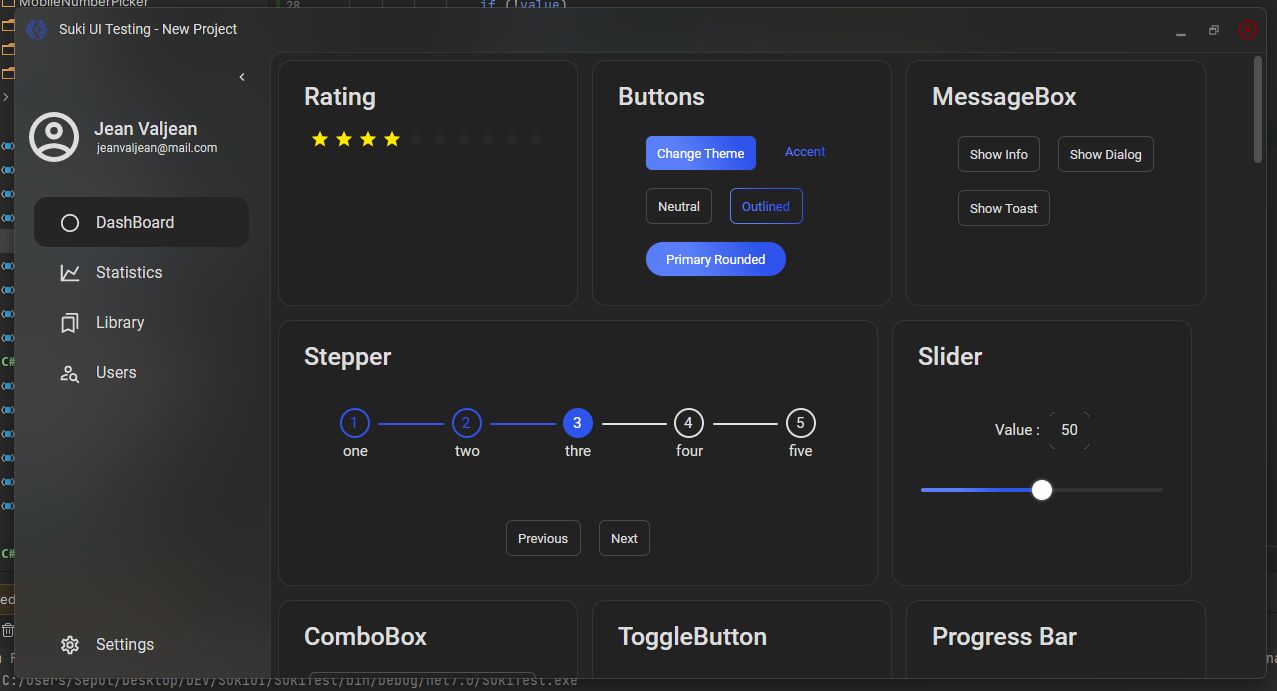 MobileNumberPicker
28 if (!value)
Suki UI Testing - New Project
Jean Valjean
jeanvaljean@mail.com
DashBoard
Statistics
Library
Users
Settings
Rating
Buttons
Change Theme Accent
Neutral Outlined
Primary Rounded
MessageBox
Show Info Show Dialog
Show Toast
Stepper
1 2 3 4 5
one two thre four five
Previous Next
Slider
Value : 50
ComboBox
ToggleButton
Progress Bar
C#
C#
ed
C:/Users/Sepol/Desktop/DEV/SukiUI/SukiTest/bin/Debug/net7.0/SukiTest.exe